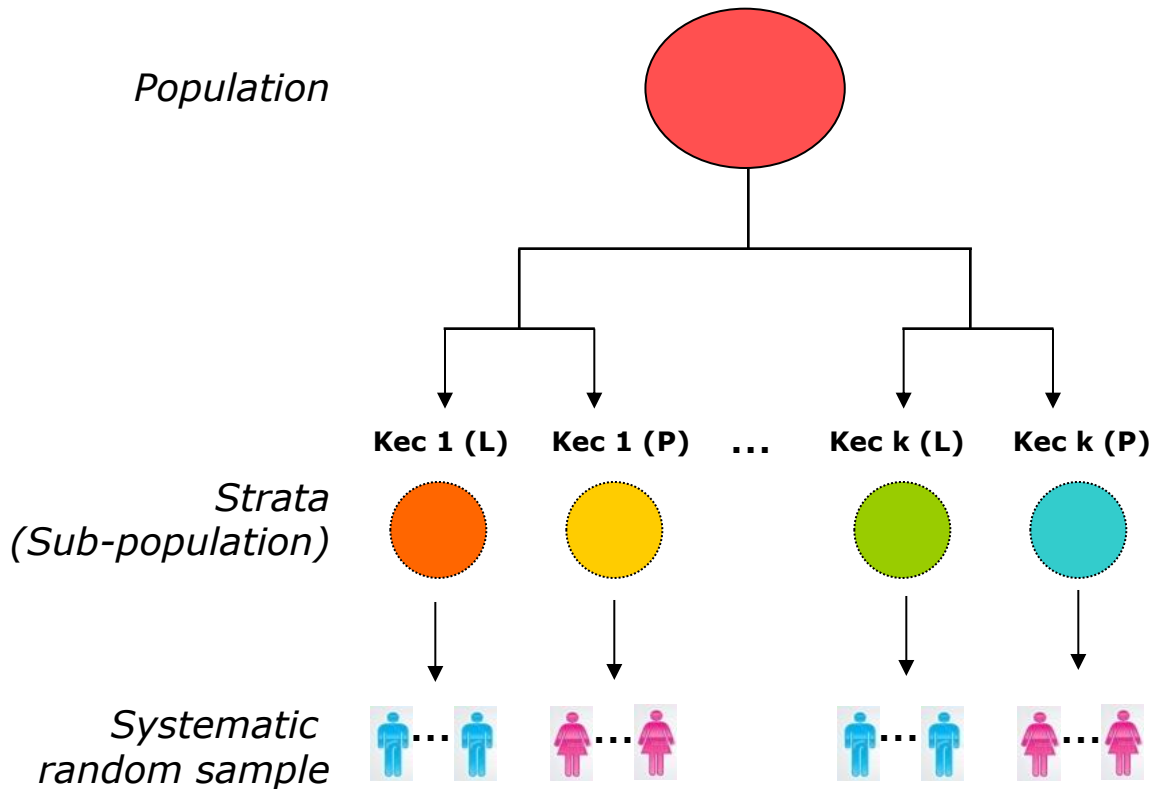 Population
Kec 1 (L) Kec 1 (P) ... Kec k (L) Kec k (P)
Strata
(Sub-population)
Systematic
random sample
... ... ... ...